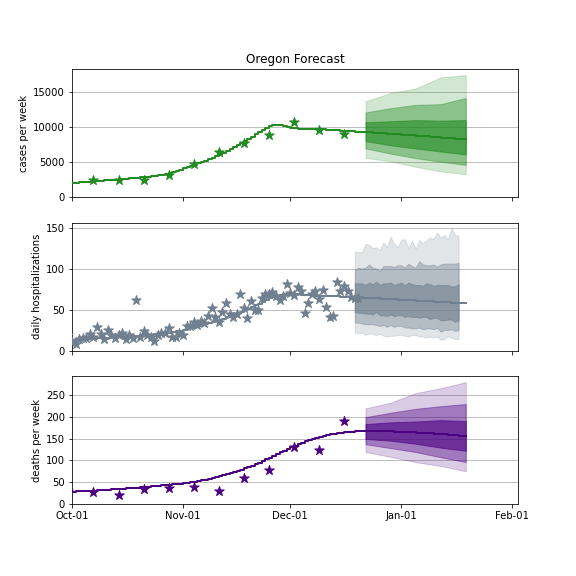 Oregon Forecast
cases per week
15000
10000
5000
0
daily hospitalizations
150
100
50
0
deaths per week
250
200
150
100
50
0
Oct-01 Nov-01 Dec-01 Jan-01 Feb-01